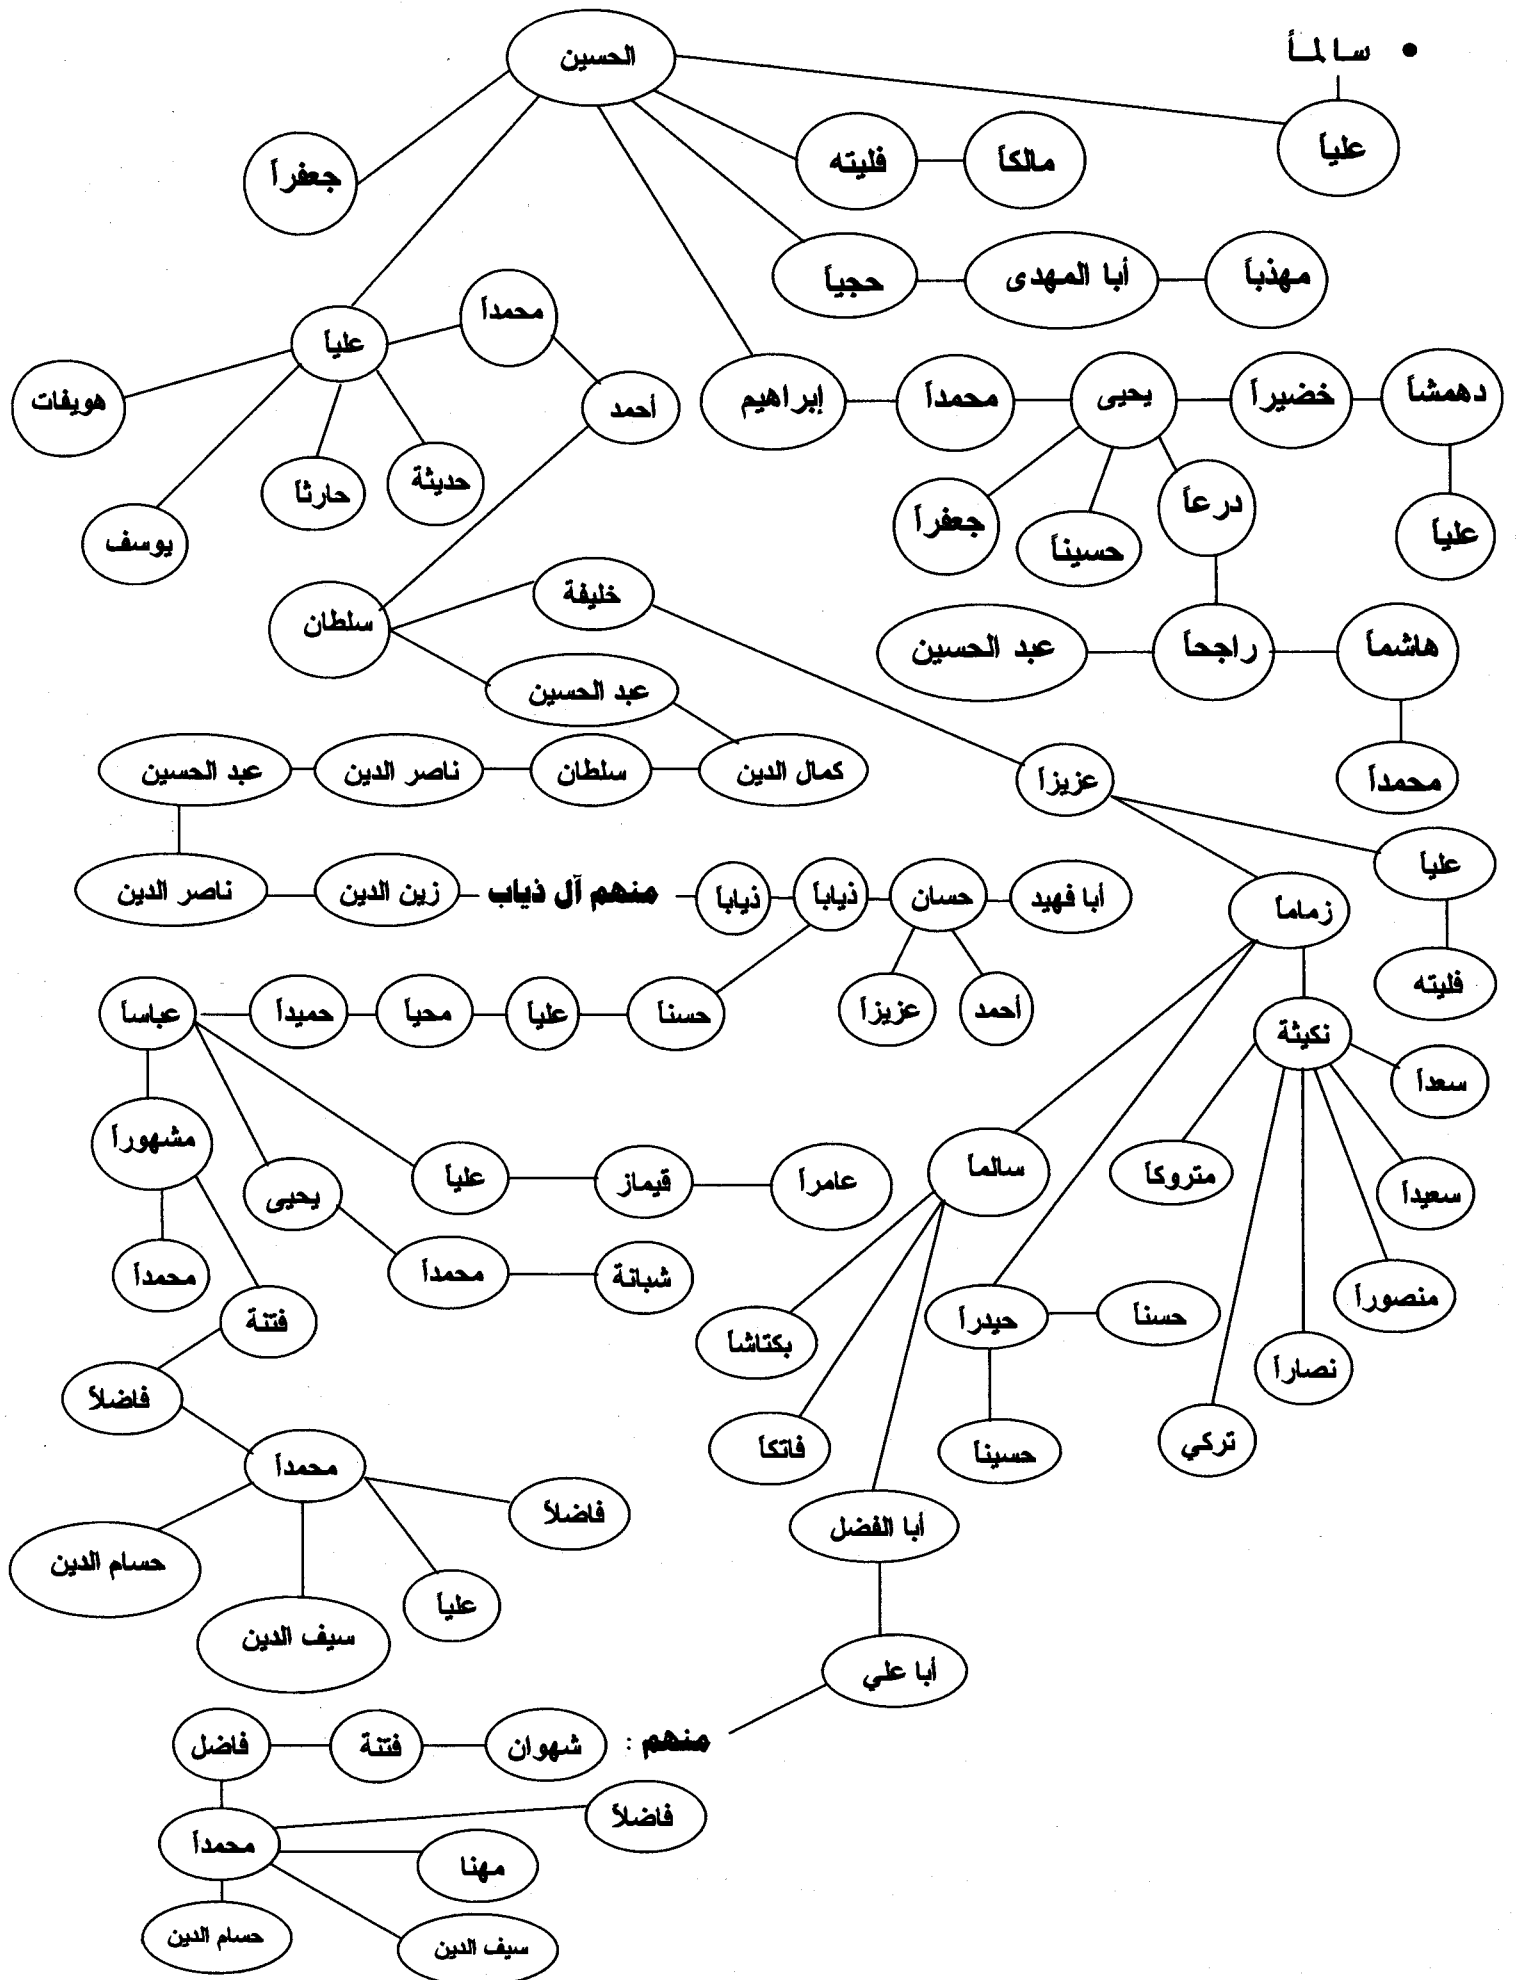 • سالماً
الحسين
علياً
فليته
مالكاً
جعفراً
حجياً
أبا المهدى
مهذباً
محمداً
علياً
هويفات
أحمد
إبراهيم
محمداً
يحيى
خضيراً
دهمشاً
يوسف
حارثاً
حديثة
جعفراً
حسيناً
درعاً
علياً
سلطان
خليفة
عبد الحسين
عبد الحسين
راجحاً
هاشماً
محمداً
كمال الدين
سلطان
ناصر الدين
عبد الحسين
عزيزاً
علياً
ناصر الدين
زين الدين
منهم آل ذياب
ذياباً
ذياباً
حسان
أبا فهيد
زماماً
فليته
عباساً
حميداً
محياً
علياً
حسناً
عزيزاً
أحمد
نكيثة
سعداً
مشهوراً
يحيى
علياً
قيماز
عامراً
سالماً
متروكاً
سعيداً
محمداً
محمداً
شبانة
فتنة
بكتاشاً
حيدراً
حسناً
منصوراً
فاضلاً
نصاراً
فاتكاً
حسيناً
تركي
محمداً
فاضلاً
أبا الفضل
حسام الدين
سيف الدين
علياً
أبا علي
منهم :
شهوان
فتنة
فاضل
فاضلاً
محمداً
مهنا
حسام الدين
سيف الدين